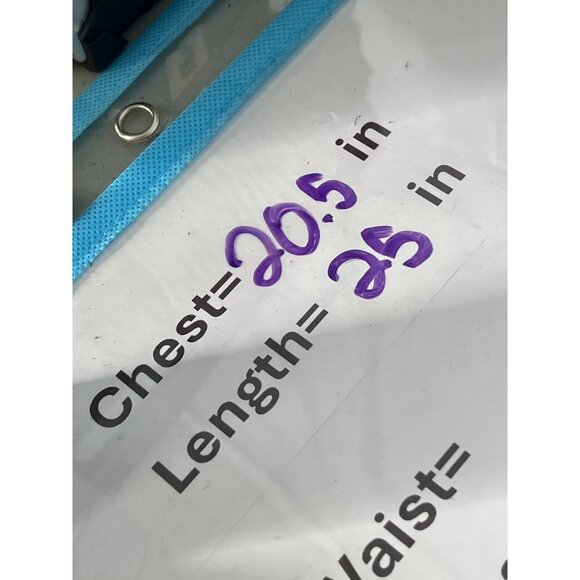 Chest= 20.5 in
Length= 25 in
Waist=